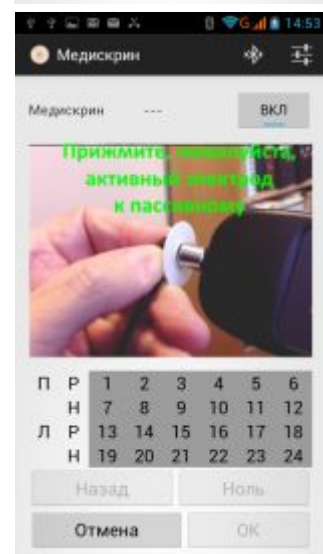 G 14:53
Медискрин
Медискрин --- ВКЛ
Прижмите, пожалуйста,
активный электрод
к пассивному
П Р 1 2 3 4 5 6
Н 7 8 9 10 11 12
Л Р 13 14 15 16 17 18
Н 19 20 21 22 23 24
Назад Ноль
Отмена ОК